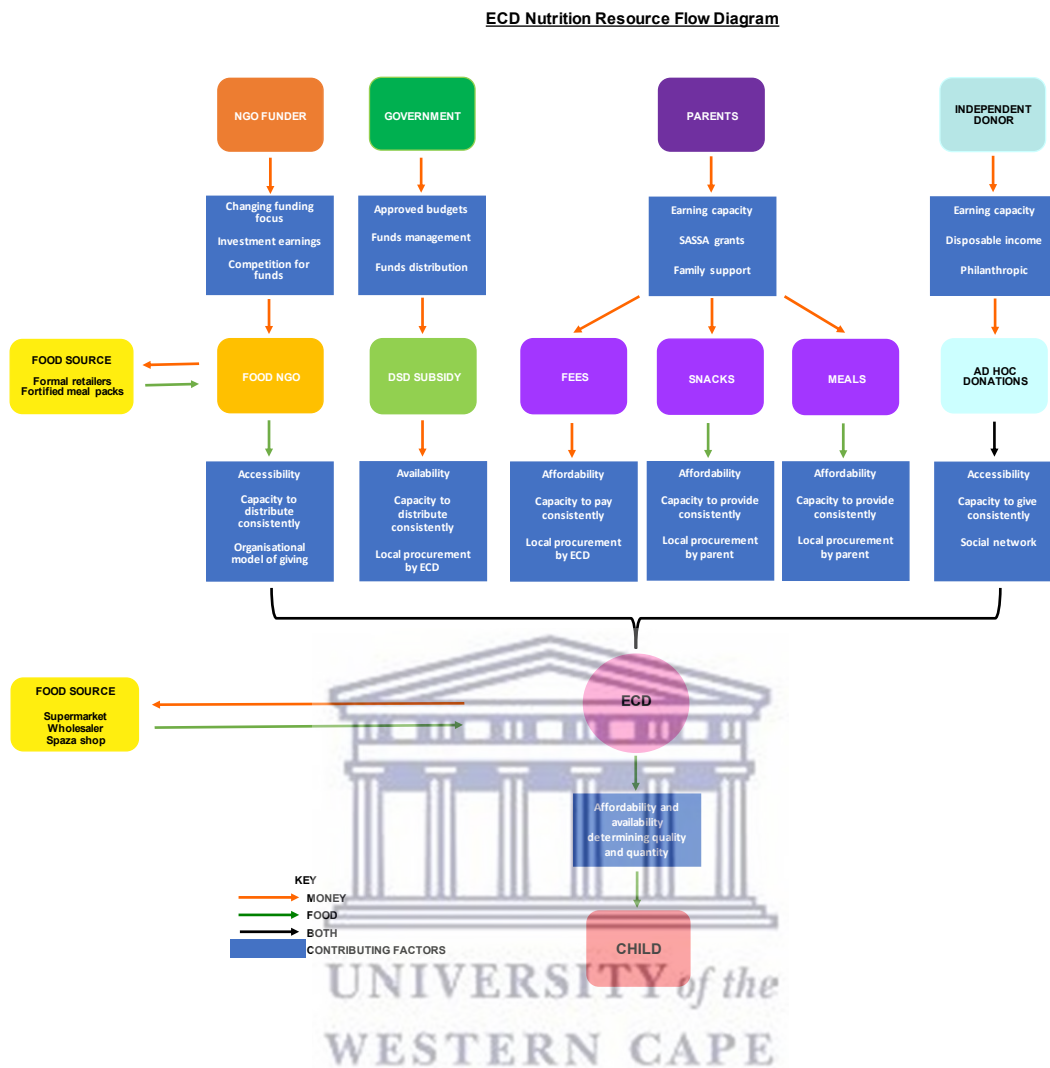 ECD Nutrition Resource Flow Diagram
NGO FUNDER
GOVERNMENT
PARENTS
INDEPENDENT
DONOR
Changing funding
focus
Investment earnings
Competition for
funds
Approved budgets
Funds management
Funds distribution
Earning capacity
SASSA grants
Family support
Earning capacity
Disposable income
Philanthropic
FOOD SOURCE
Formal retailers
Fortified meal packs
FOOD NGO
DSD SUBSIDY
FEES
SNACKS
MEALS
AD HOC
DONATIONS
Accessibility
Capacity to
distribute
consistently
Organisational
model of giving
Availability
Capacity to
distribute
consistently
Local procurement
by ECD
Affordability
Capacity to pay
consistently
Local procurement
by ECD
Affordability
Capacity to provide
consistently
Local procurement
by parent
Affordability
Capacity to provide
consistently
Local procurement
by parent
Accessibility
Capacity to give
consistently
Social network
FOOD SOURCE
Supermarket
Wholesaler
Spaza shop
ECD
Affordability and
availability
determining quality
and quantity
KEY
MONEY
FOOD
BOTH
CONTRIBUTING FACTORS
CHILD
UNIVERSITY of the
WESTERN CAPE